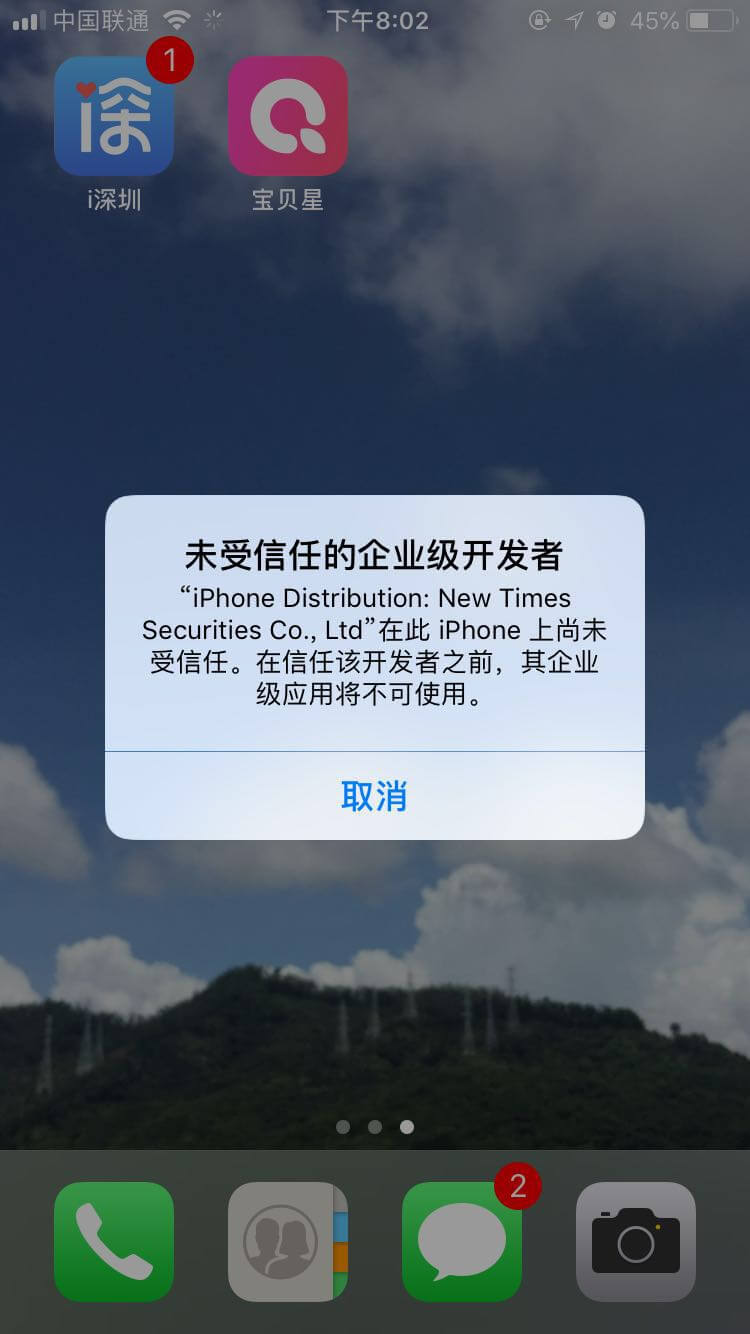 中国联通 下午8:02 45%
1
深
i深圳 宝贝星
未受信任的企业级开发者
“iPhone Distribution: New Times
Securities Co., Ltd”在此 iPhone 上尚未
受信任。在信任该开发者之前，其企业
级应用将不可使用。
取消
2